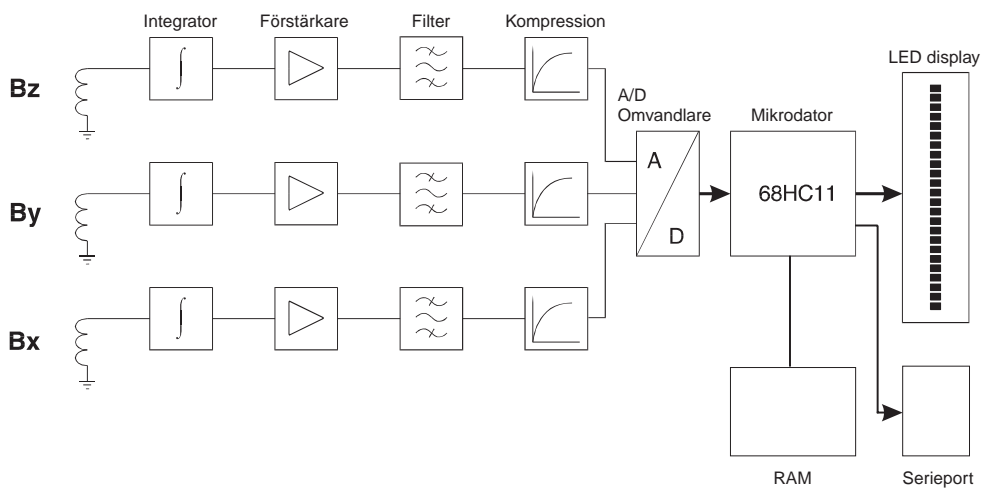 Integrator
Förstärkare
Filter
Kompression
LED display
Bz
A/D
Omvandlare
Mikrodator
A
D
68HC11
By
Bx
RAM
Serieport